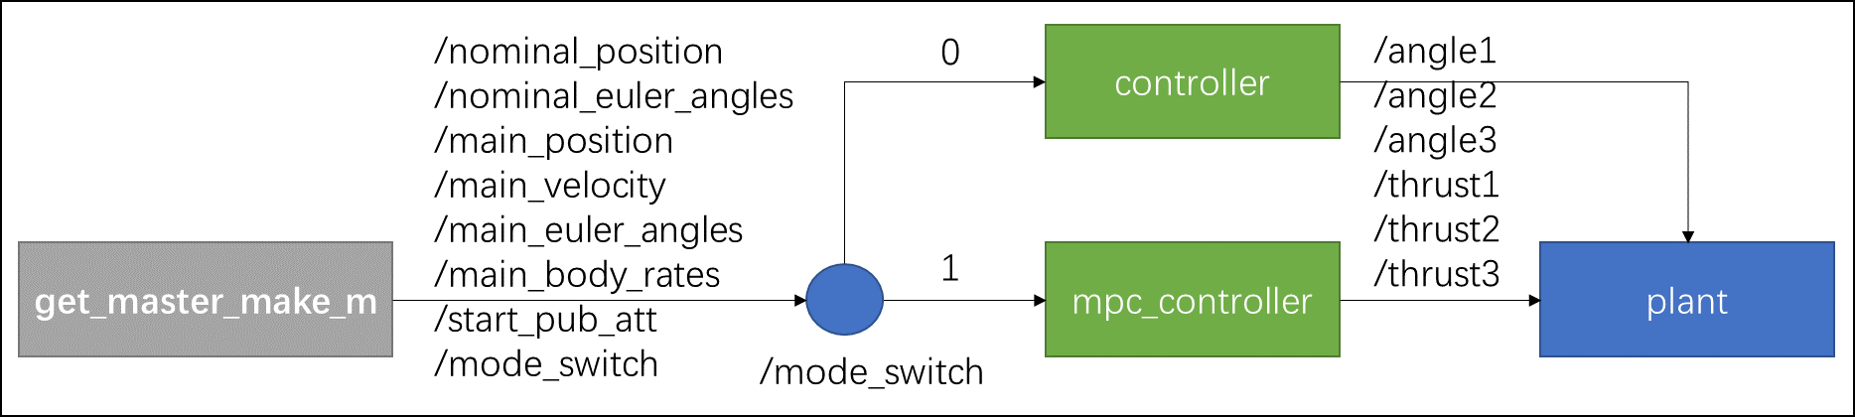 get_master_make_m
/nominal_position
/nominal_euler_angles
/main_position
/main_velocity
/main_euler_angles
/main_body_rates
/start_pub_att
/mode_switch
/mode_switch
0
1
controller
mpc_controller
/angle1
/angle2
/angle3
/thrust1
/thrust2
/thrust3
plant